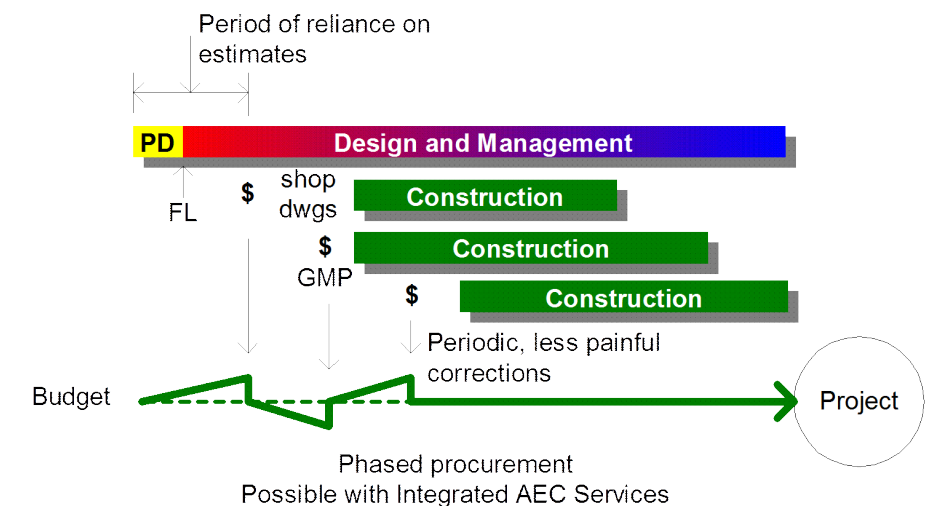 Period of reliance on
estimates
PD
Design and Management
FL
$
shop
dwgs
Construction
$
GMP
Construction
$
Construction
Periodic, less painful
corrections
Budget
Project
Phased procurement
Possible with Integrated AEC Services